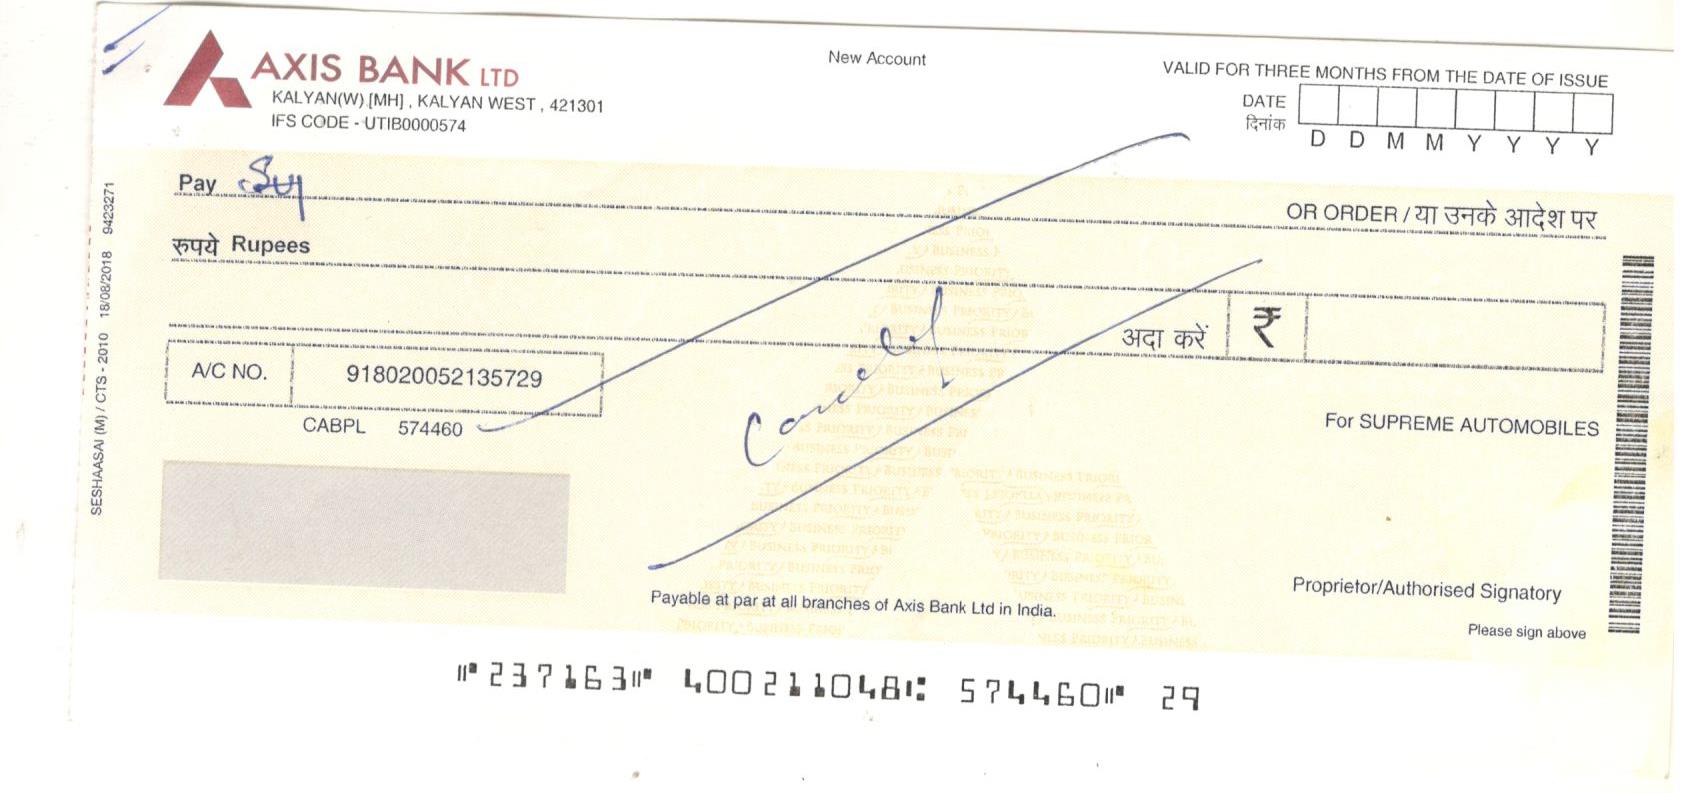 AXIS BANK LTD
KALYAN(W).[MH] , KALYAN WEST , 421301
IFS CODE - UTIB0000574
New Account
VALID FOR THREE MONTHS FROM THE DATE OF ISSUE
DATE
दिनांक
D D M M Y Y Y Y
Pay
OR ORDER / या उनके आदेश पर
रुपये Rupees
अदा करें ₹
A/C NO. 918020052135729
CABPL 574460
Cancel
For SUPREME AUTOMOBILES
SESHAASAI (M) / CTS - 2010 18/08/2018 9423271
Payable at par at all branches of Axis Bank Ltd in India.
Proprietor/Authorised Signatory
Please sign above
⑈237163⑈ 400211048⑆ 574460⑈ 29